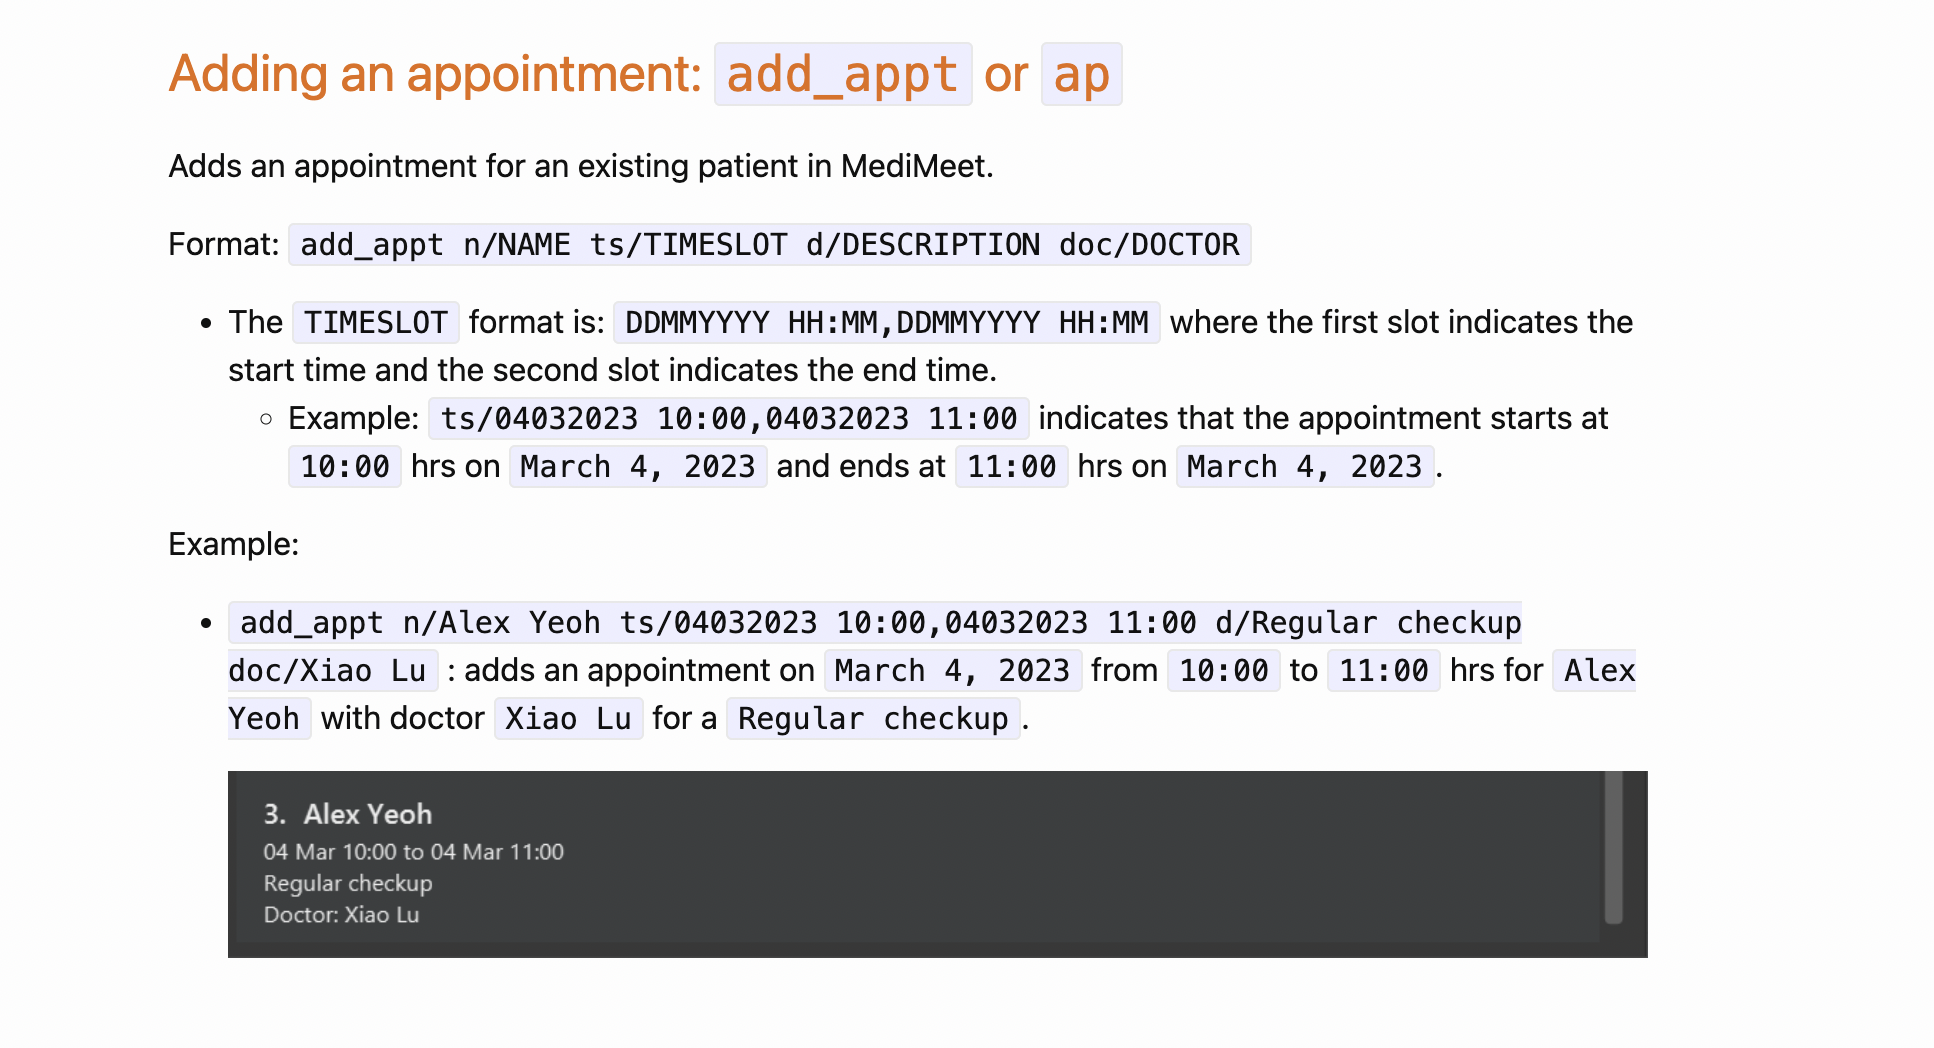 Adding an appointment: add_appt or ap
Adds an appointment for an existing patient in MediMeet.
Format: add_appt n/NAME ts/TIMESLOT d/DESCRIPTION doc/DOCTOR
• The TIMESLOT format is: DDMMYYYY HH:MM,DDMMYYYY HH:MM where the first slot indicates the
start time and the second slot indicates the end time.
◦ Example: ts/04032023 10:00,04032023 11:00 indicates that the appointment starts at
10:00 hrs on March 4, 2023 and ends at 11:00 hrs on March 4, 2023.
Example:
• add_appt n/Alex Yeoh ts/04032023 10:00,04032023 11:00 d/Regular checkup
doc/Xiao Lu : adds an appointment on March 4, 2023 from 10:00 to 11:00 hrs for Alex
Yeoh with doctor Xiao Lu for a Regular checkup.
3. Alex Yeoh
04 Mar 10:00 to 04 Mar 11:00
Regular checkup
Doctor: Xiao Lu